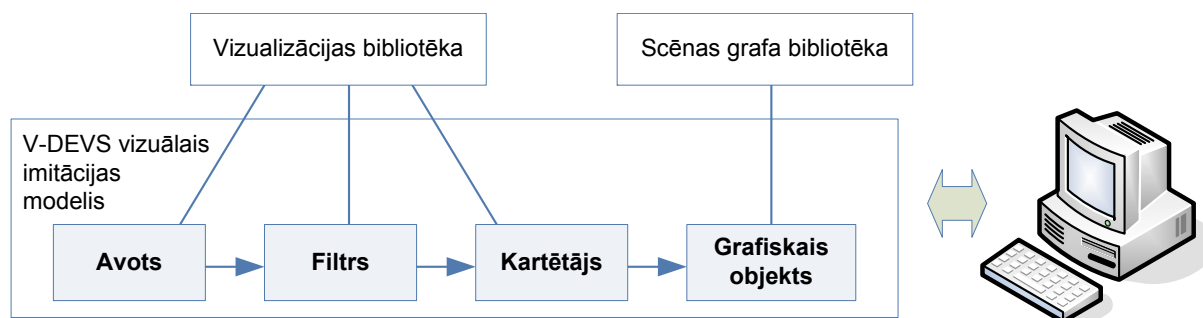 Vizualizācijas bibliotēka
Scēnas grafa bibliotēka
V-DEVS vizuālais
imitācijas
modelis
Avots
Filtrs
Kartētājs
Grafiskais
objekts